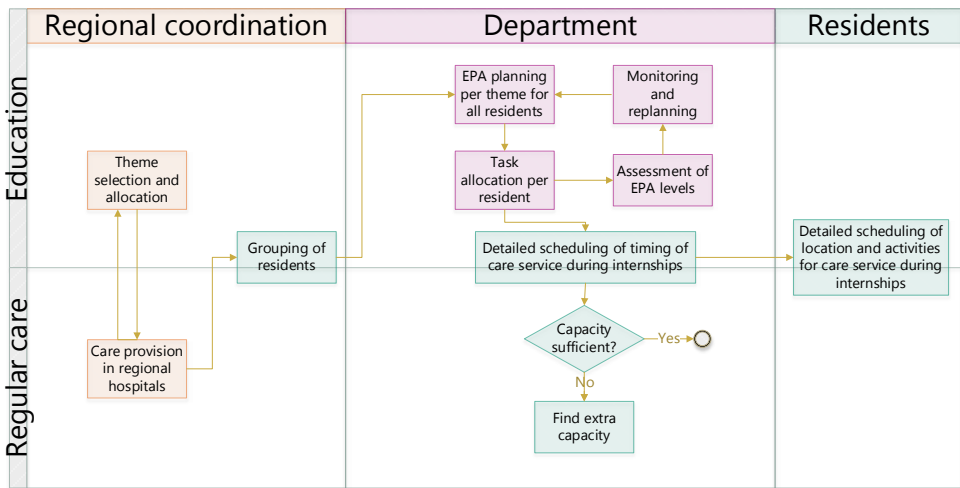 Regional coordination
Department
Residents
Education
Regular care
Theme
selection and
allocation
Care provision
in regional
hospitals
Grouping of
residents
EPA planning
per theme for
all residents
Monitoring
and
replanning
Task
allocation per
resident
Assessment of
EPA levels
Detailed scheduling of timing of
care service during internships
Detailed scheduling of
location and activities
for care service during
internships
Capacity
sufficient?
Yes
No
Find extra
capacity